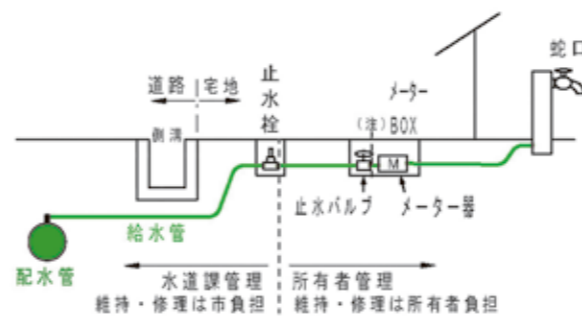 蛇口
止水栓
メーター
(注)BOX
道路
宅地
側溝
M
止水バルブ
メーター器
給水管
配水管
水道課管理
所有者管理
維持・修理は市負担
維持・修理は所有者負担